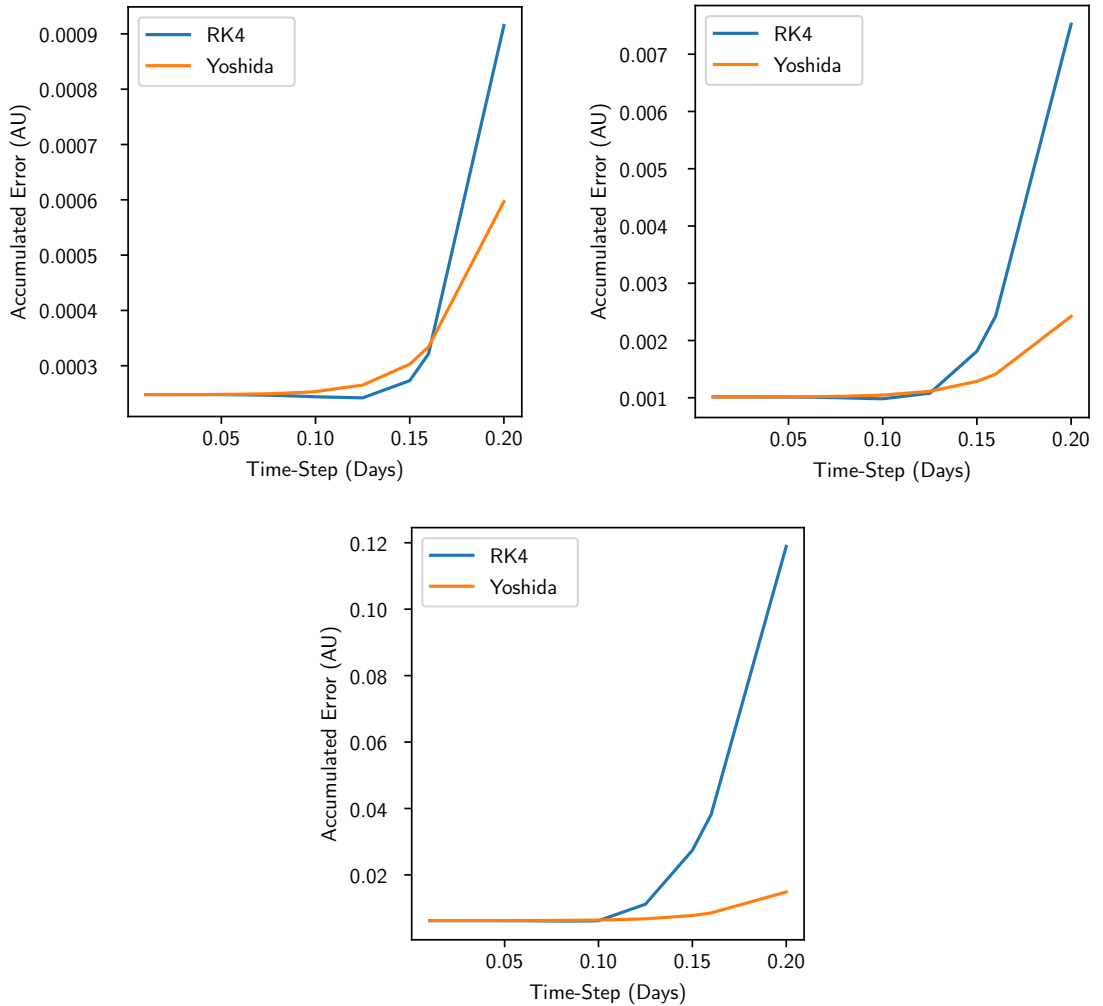 RK4
Yoshida
0.0009
0.0008
0.0007
0.0006
0.0005
0.0004
0.0003
Accumulated Error (AU)
0.05 0.10 0.15 0.20
Time-Step (Days)
RK4
Yoshida
0.007
0.006
0.005
0.004
0.003
0.002
0.001
Accumulated Error (AU)
0.05 0.10 0.15 0.20
Time-Step (Days)
RK4
Yoshida
0.12
0.10
0.08
0.06
0.04
0.02
Accumulated Error (AU)
0.05 0.10 0.15 0.20
Time-Step (Days)